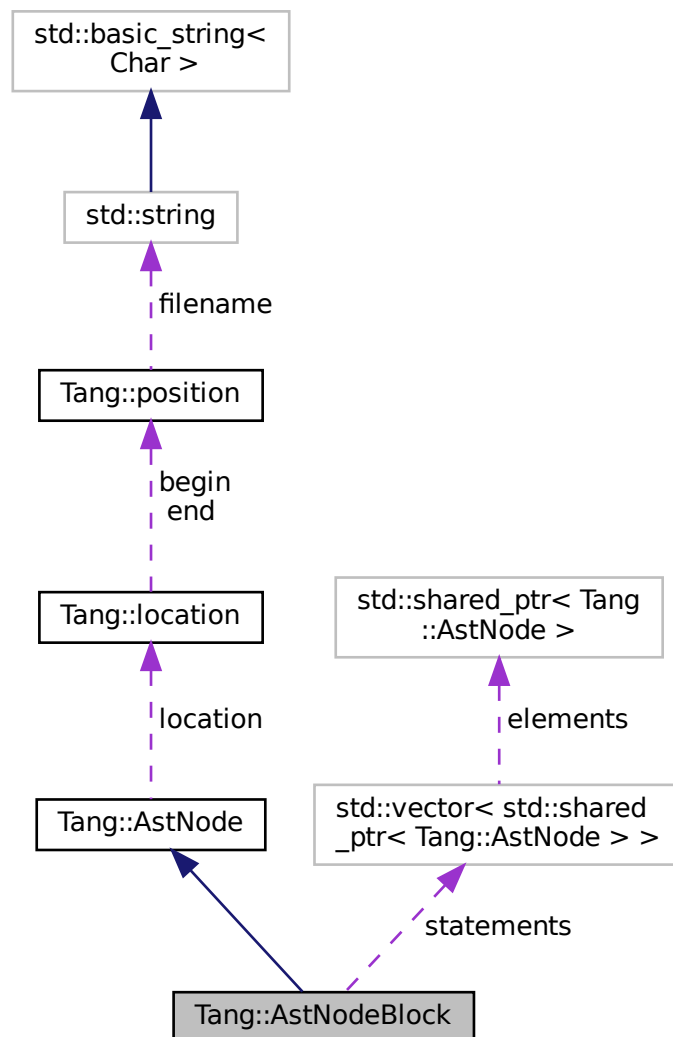 std::basic_string<
Char >
std::string
filename
Tang::position
begin
end
Tang::location
std::shared_ptr< Tang
::AstNode >
location
elements
Tang::AstNode
std::vector< std::shared
_ptr< Tang::AstNode > >
statements
Tang::AstNodeBlock